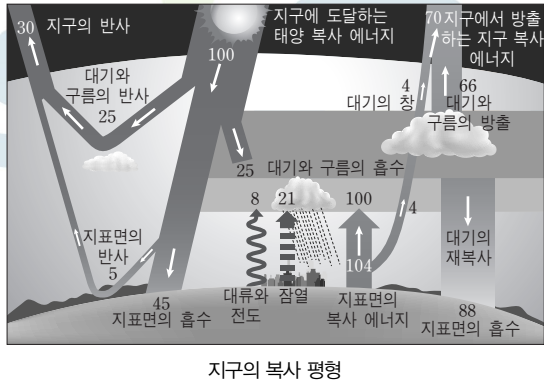 30 지구의 반사
지구에 도달하는
태양 복사 에너지
70 지구에서 방출
하는 지구 복사
에너지
100
대기와
구름의 반사
25
4
대기의 창
66
대기와
구름의 방출
25 대기와 구름의 흡수
8 21 100
4
지표면의
반사
5
104
대기의
재복사
45
지표면의 흡수
대류와
전도
잠열
지표면의
복사 에너지
88
지표면의 흡수
지구의 복사 평형